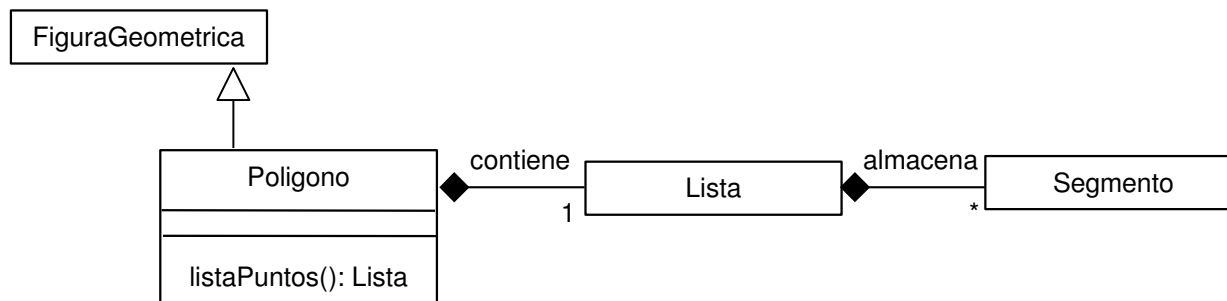 FiguraGeometrica
Poligono
contiene
1
Lista
almacena
*
Segmento
listaPuntos(): Lista